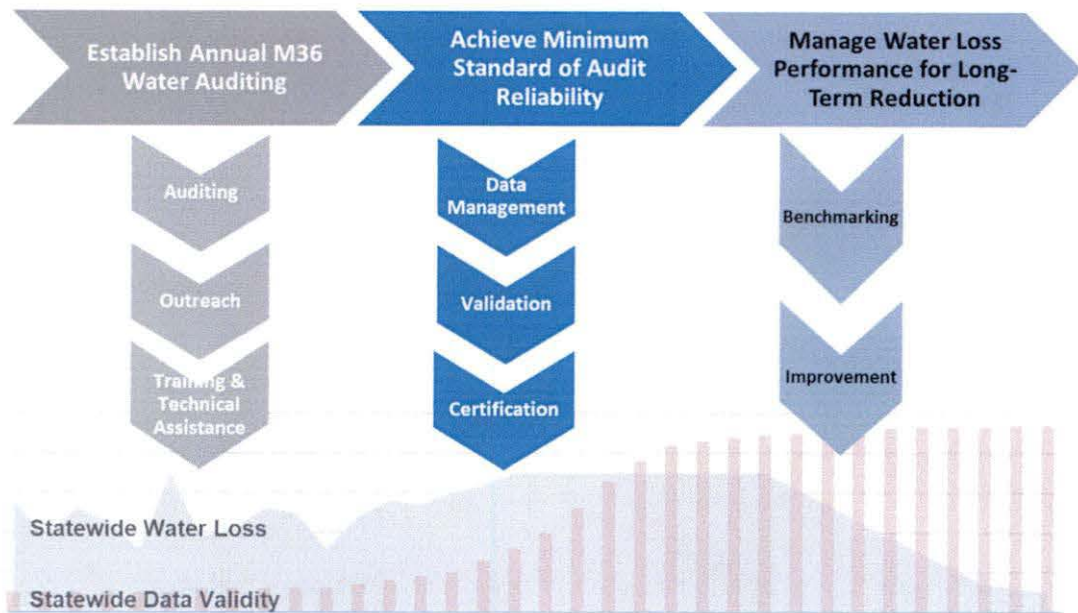 Establish Annual M36
Water Auditing
Achieve Minimum
Standard of Audit
Reliability
Manage Water Loss
Performance for Long-
Term Reduction
Auditing
Outreach
Training &
Technical
Assistance
Data
Management
Validation
Certification
Benchmarking
Improvement
Statewide Water Loss
Statewide Data Validity